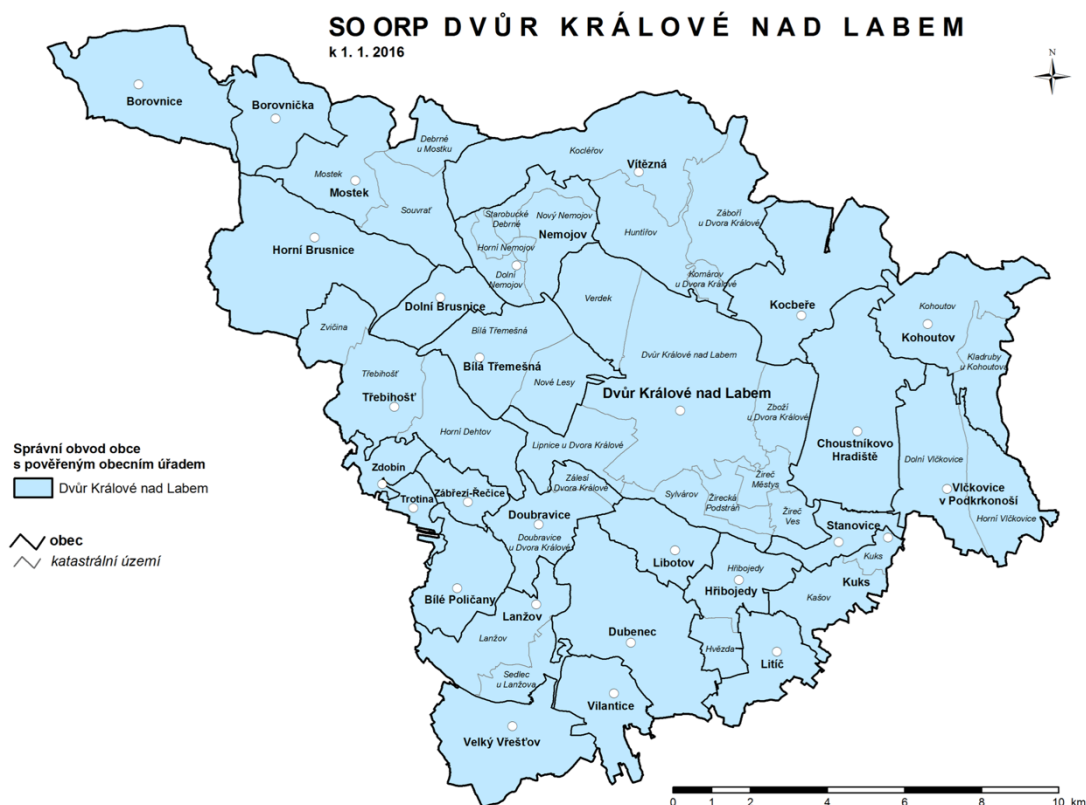 SO ORP DVŮR KRÁLOVÉ NAD LABEM
k 1. 1. 2016
N
Borovnice
Borovnička
Debrné
u Mostku
Kocléřov
Vítězná
Mostek
Mostek
Souvrať
Záboří
u Dvora Králové
Starobucké
Debrné
Nový Nemojov
Nemojov
Huntířov
Horní Nemojov
Horní Brusnice
Dolní
Nemojov
Komárov
u Dvora Králové
Dolní Brusnice
Verdek
Kocbeře
Kohoutov
Kohoutov
Zvičina
Bílá Třemešná
Bílá Třemešná
Dvůr Králové nad Labem
Kladruby
u Kohoutova
Třebihošť
Třebihošť
Nové Lesy
Dvůr Králové nad Labem
Zboží
u Dvora Králové
Horní Dehtov
Lipnice u Dvora Králové
Choustníkovo
Hradiště
Dolní Vlčkovice
Správní obvod obce
s pověřeným obecním úřadem
Dvůr Králové nad Labem
obec
katastrální území
Zdobín
Trotina
Zábřezí-Řečice
Zálesí
u Dvora Králové
Sylvárov
Žirecká
Podstráň
Žireč
Městys
Žireč
Ves
Vlčkovice
v Podkrkonoší
Horní Vlčkovice
Doubravice
Doubravice
u Dvora Králové
Stanovice
Libotov
Hřibojedy
Hřibojedy
Kuks
Kuks
Kašov
Bílé Poličany
Lanžov
Lanžov
Dubenec
Hvězda
Litíč
Sedlec
u Lanžova
Vilantice
Velký Vřešťov
0 1 2 4 6 8 10 km